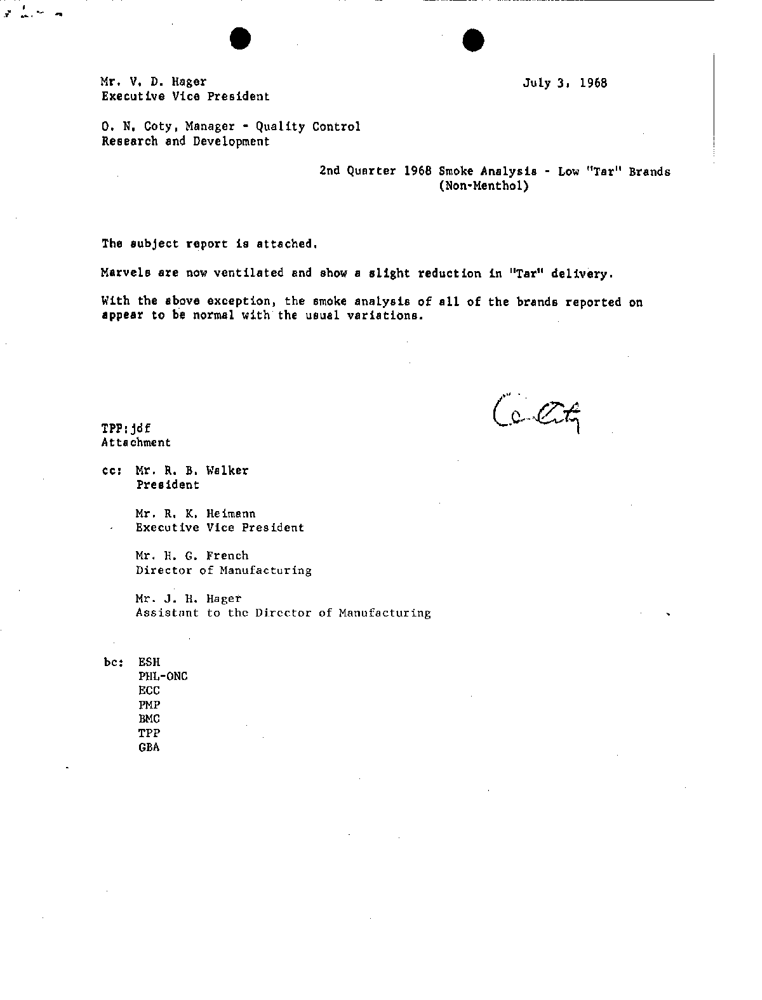 Mr. V. D. Hager July 3, 1968
Executive Vice President
O. N. Coty, Manager - Quality Control
Research and Development
2nd Quarter 1968 Smoke Analysis - Low "Tar" Brands
(Non-Menthol)
The subject report is attached.
Marvels are now ventilated and show a slight reduction in "Tar" delivery.
With the above exception, the smoke analysis of all of the brands reported on
appear to be normal with the usual variations.
TPP:jdf
Attachment
cc: Mr. R. B. Walker
President
Mr. R. K. Heimann
Executive Vice President
Mr. H. G. French
Director of Manufacturing
Mr. J. H. Hager
Assistant to the Director of Manufacturing
bc: ESH
PHL-ONC
ECC
PMP
BMC
TPP
GBA